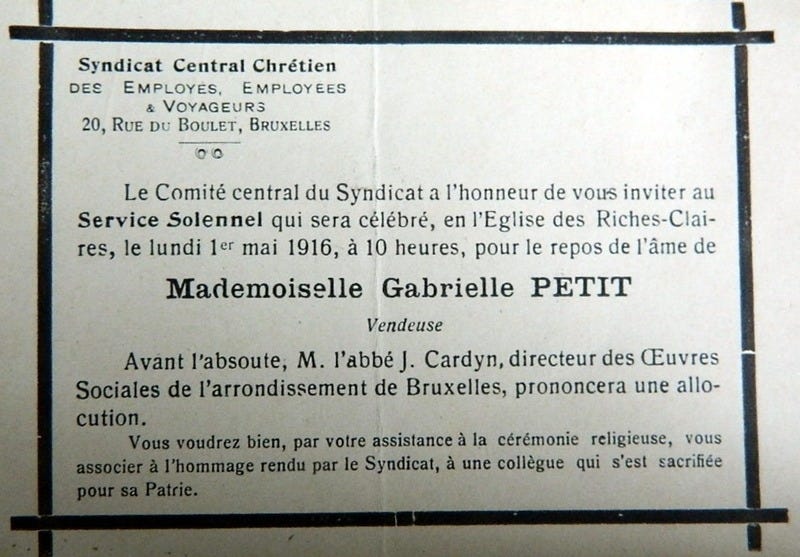 Syndicat Central Chrétien
DES EMPLOYÉS, EMPLOYEES
& VOYAGEURS
20, RUE DU BOULET, BRUXELLES
Le Comité central du Syndicat a l'honneur de vous inviter au
Service Solennel qui sera célébré, en l'Eglise des Riches-Clai-
res, le lundi 1er mai 1916, à 10 heures, pour le repos de l'âme de
Mademoiselle Gabrielle PETIT
Vendeuse
Avant l'absoute, M. l'abbé J. Cardyn, directeur des Œuvres
Sociales de l'arrondissement de Bruxelles, prononcera une allo-
cution.
Vous voudrez bien, par votre assistance à la cérémonie religieuse, vous
associer à l'hommage rendu par le Syndicat, à une collègue qui s'est sacrifiée
pour sa Patrie.